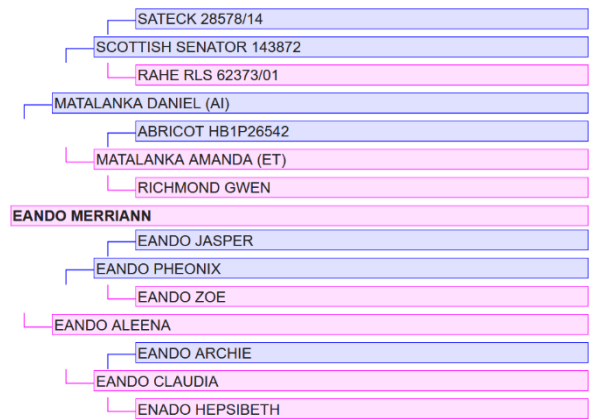 SATECK 28578/14
SCOTTISH SENATOR 143872
RAHE RLS 62373/01
MATALANKA DANIEL (AI)
ABRICOT HB1P26542
MATALANKA AMANDA (ET)
RICHMOND GWEN
EANDO MERRIANN
EANDO JASPER
EANDO PHEONIX
EANDO ZOE
EANDO ALEENA
EANDO ARCHIE
EANDO CLAUDIA
ENADO HEPSIBETH